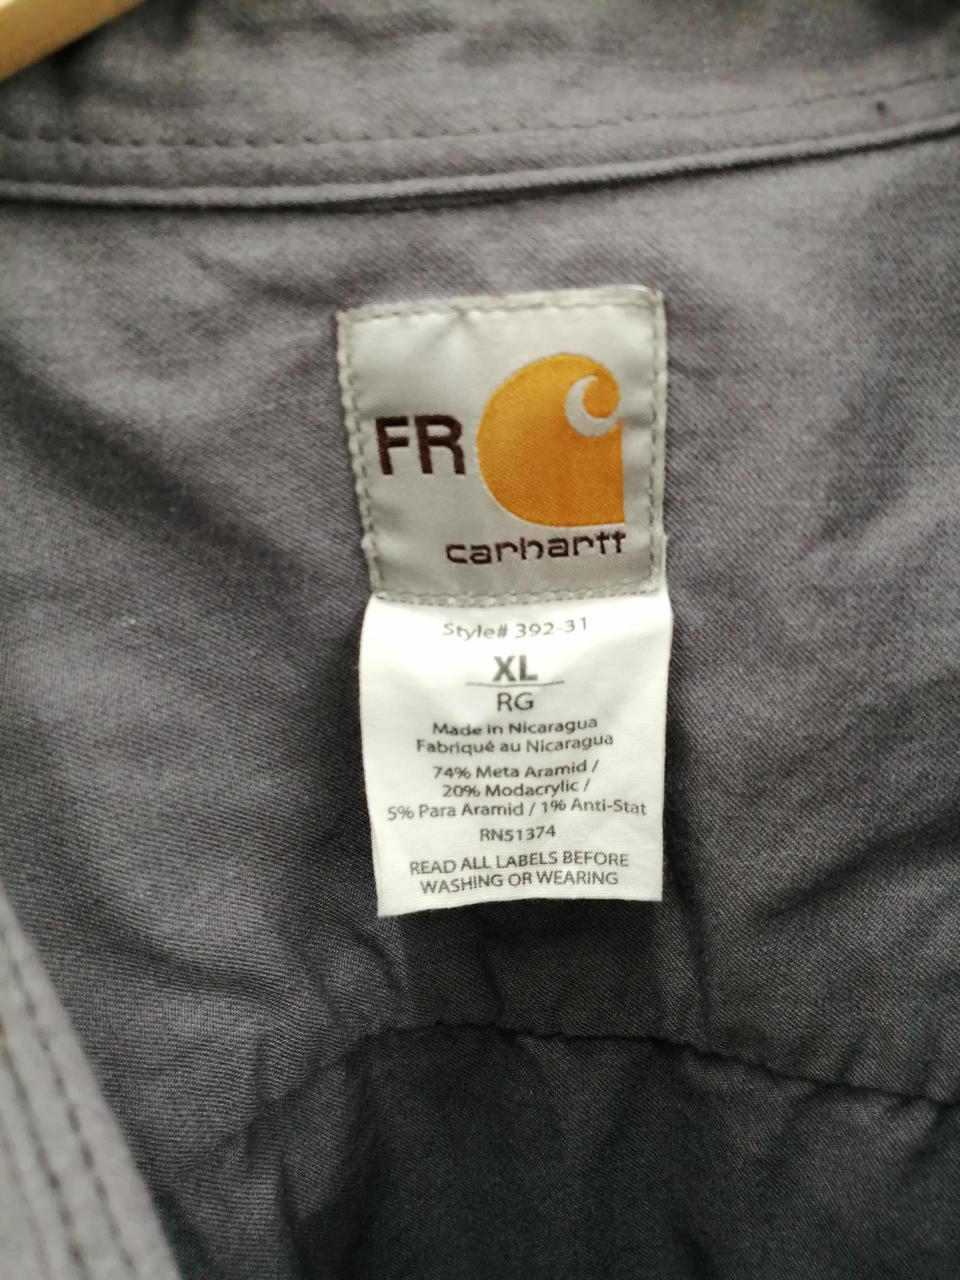 FR
carhartt
Style# 392-31
XL
RG
Made in Nicaragua
Fabriqué au Nicaragua
74% Meta Aramid /
20% Modacrylic /
5% Para Aramid / 1% Anti-Stat
RN51374
READ ALL LABELS BEFORE
WASHING OR WEARING